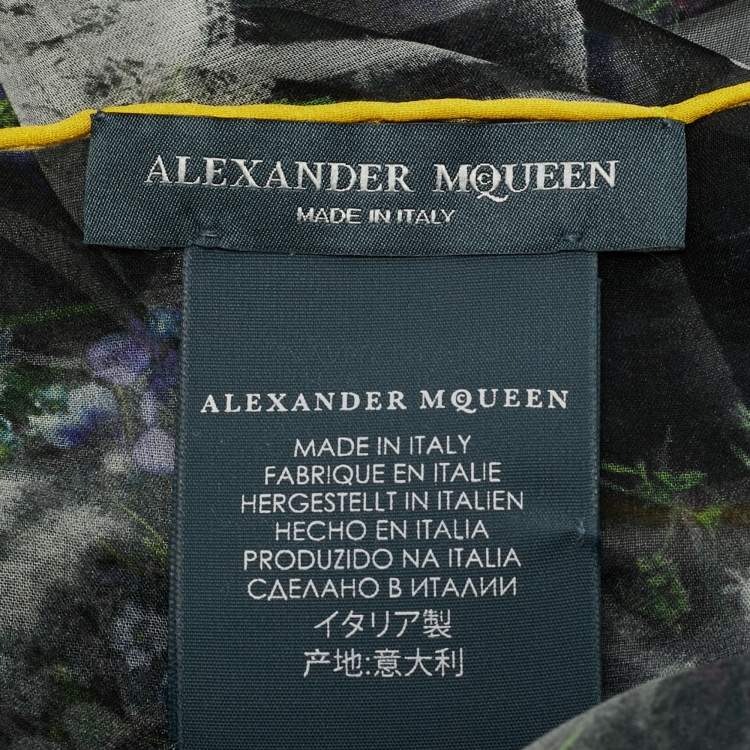 ALEXANDER McQUEEN
MADE IN ITALY
ALEXANDER McQUEEN
MADE IN ITALY
FABRIQUE EN ITALIE
HERGESTELLT IN ITALIEN
HECHO EN ITALIA
PRODUZIDO NA ITALIA
СДЕЛАНО В ИТАЛИИ
イタリア製
产地:意大利